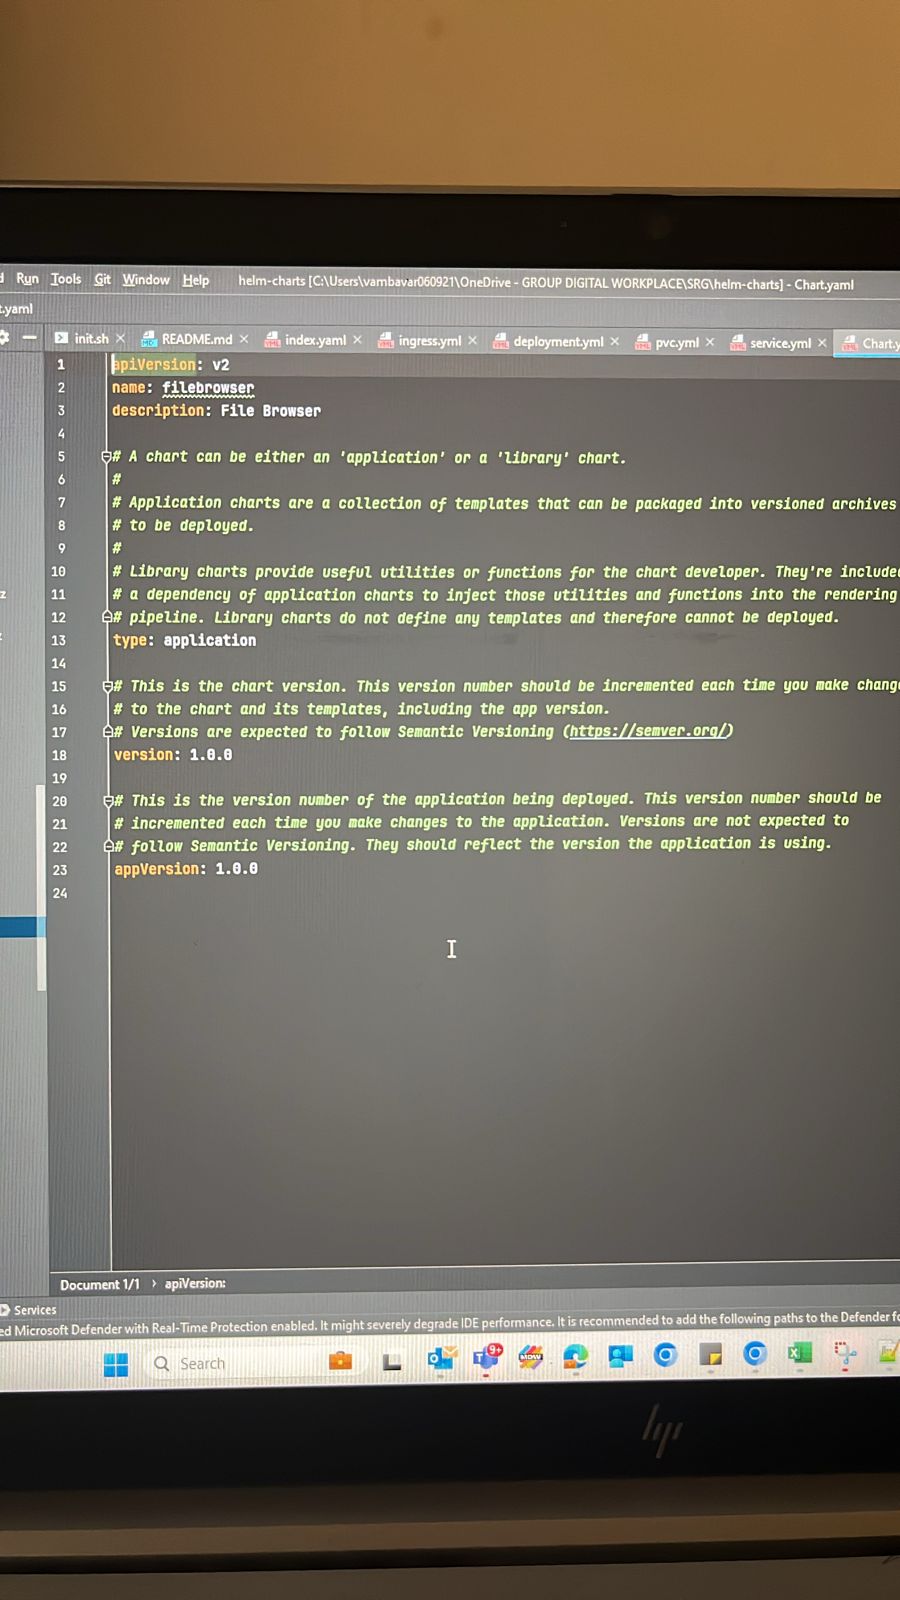 Run Tools Git Window Help helm-charts [C:\Users\vambavar060921\OneDrive - GROUP DIGITAL WORKPLACE\SRG\helm-charts] - Chart.yaml
t.yaml
init.sh README.md index.yaml ingress.yml deployment.yml pvc.yml service.yml Chart.y
1 apiVersion: v2
2 name: filebrowser
3 description: File Browser
4
5 # A chart can be either an 'application' or a 'library' chart.
6 #
7 # Application charts are a collection of templates that can be packaged into versioned archives
8 # to be deployed.
9 #
10 # Library charts provide useful utilities or functions for the chart developer. They're include
11 # a dependency of application charts to inject those utilities and functions into the rendering
12 # pipeline. Library charts do not define any templates and therefore cannot be deployed.
13 type: application
14
15 # This is the chart version. This version number should be incremented each time you make chang
16 # to the chart and its templates, including the app version.
17 # Versions are expected to follow Semantic Versioning (https://semver.org/)
18 version: 1.0.0
19
20 # This is the version number of the application being deployed. This version number should be
21 # incremented each time you make changes to the application. Versions are not expected to
22 # follow Semantic Versioning. They should reflect the version the application is using.
23 appVersion: 1.0.0
24
Document 1/1 › apiVersion:
Services
ed Microsoft Defender with Real-Time Protection enabled. It might severely degrade IDE performance. It is recommended to add the following paths to the Defender fo
Search 9+
hp